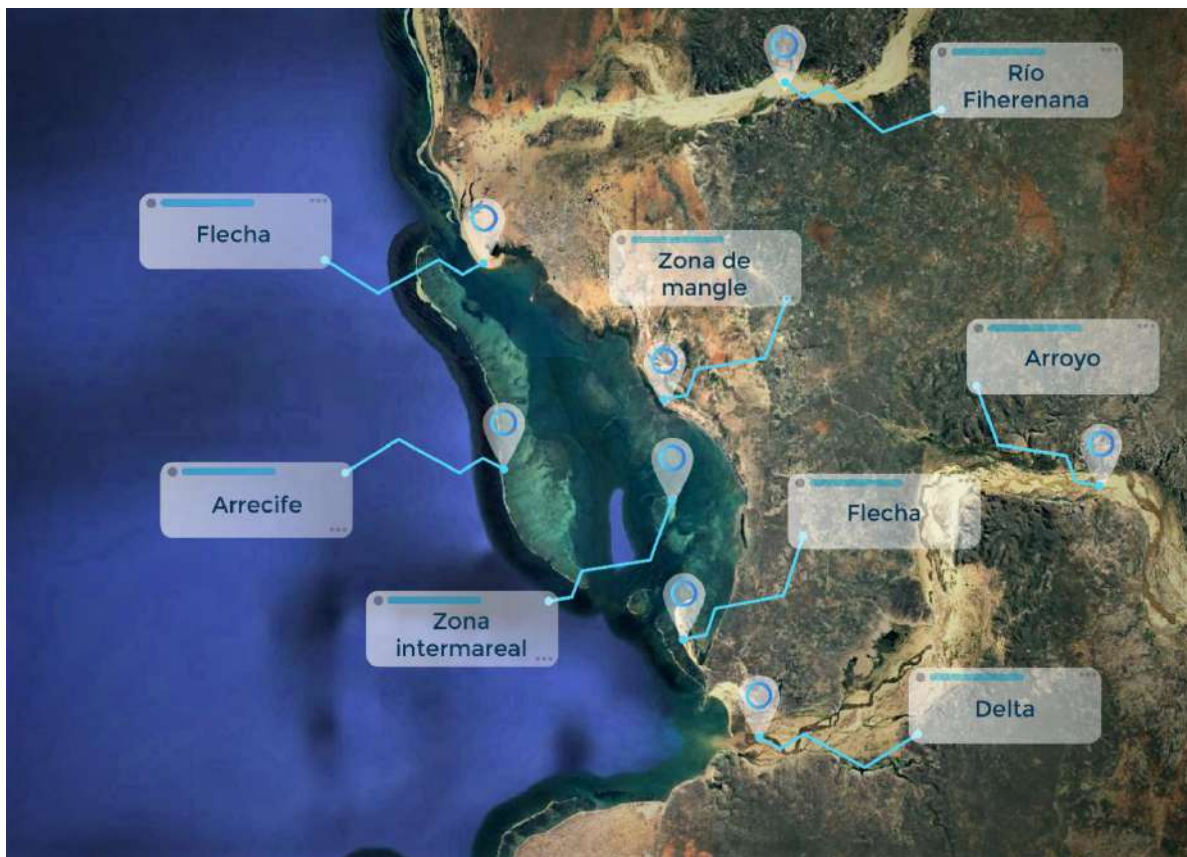 Río
Fiherenana
Flecha
Zona de
mangle
Arroyo
Arrecife
Flecha
Zona
intermareal
Delta